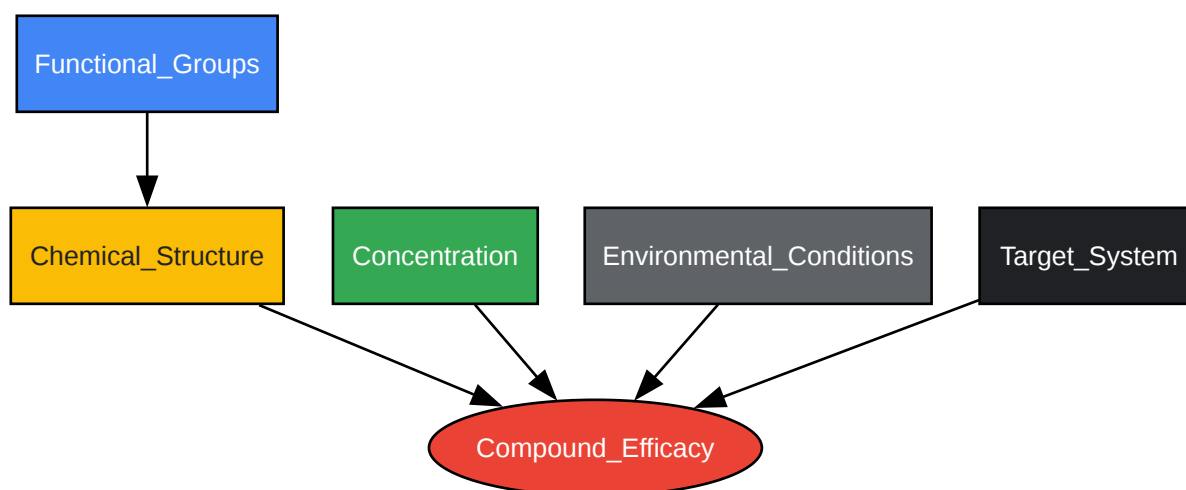 Functional_Groups
Chemical_Structure
Concentration
Environmental_Conditions
Target_System
Compound_Efficacy